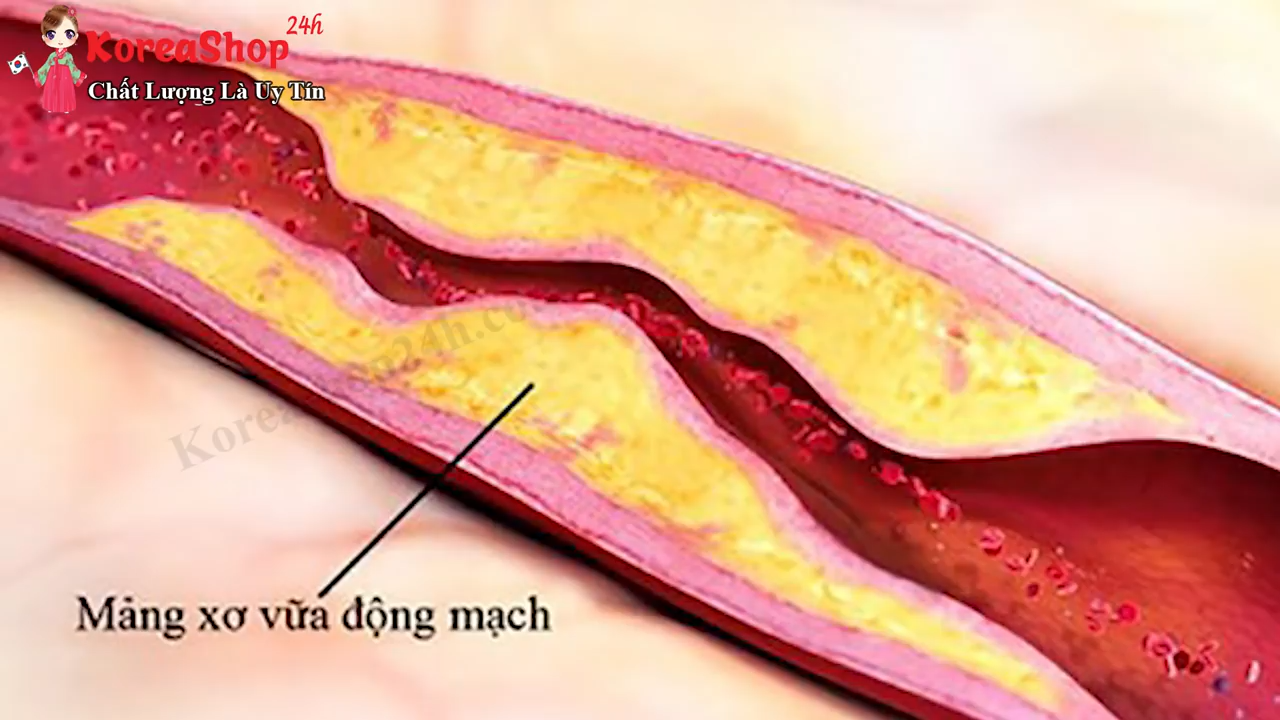 KoreaShop 24h
Chất Lượng Là Uy Tín
Mảng xơ vữa động mạch